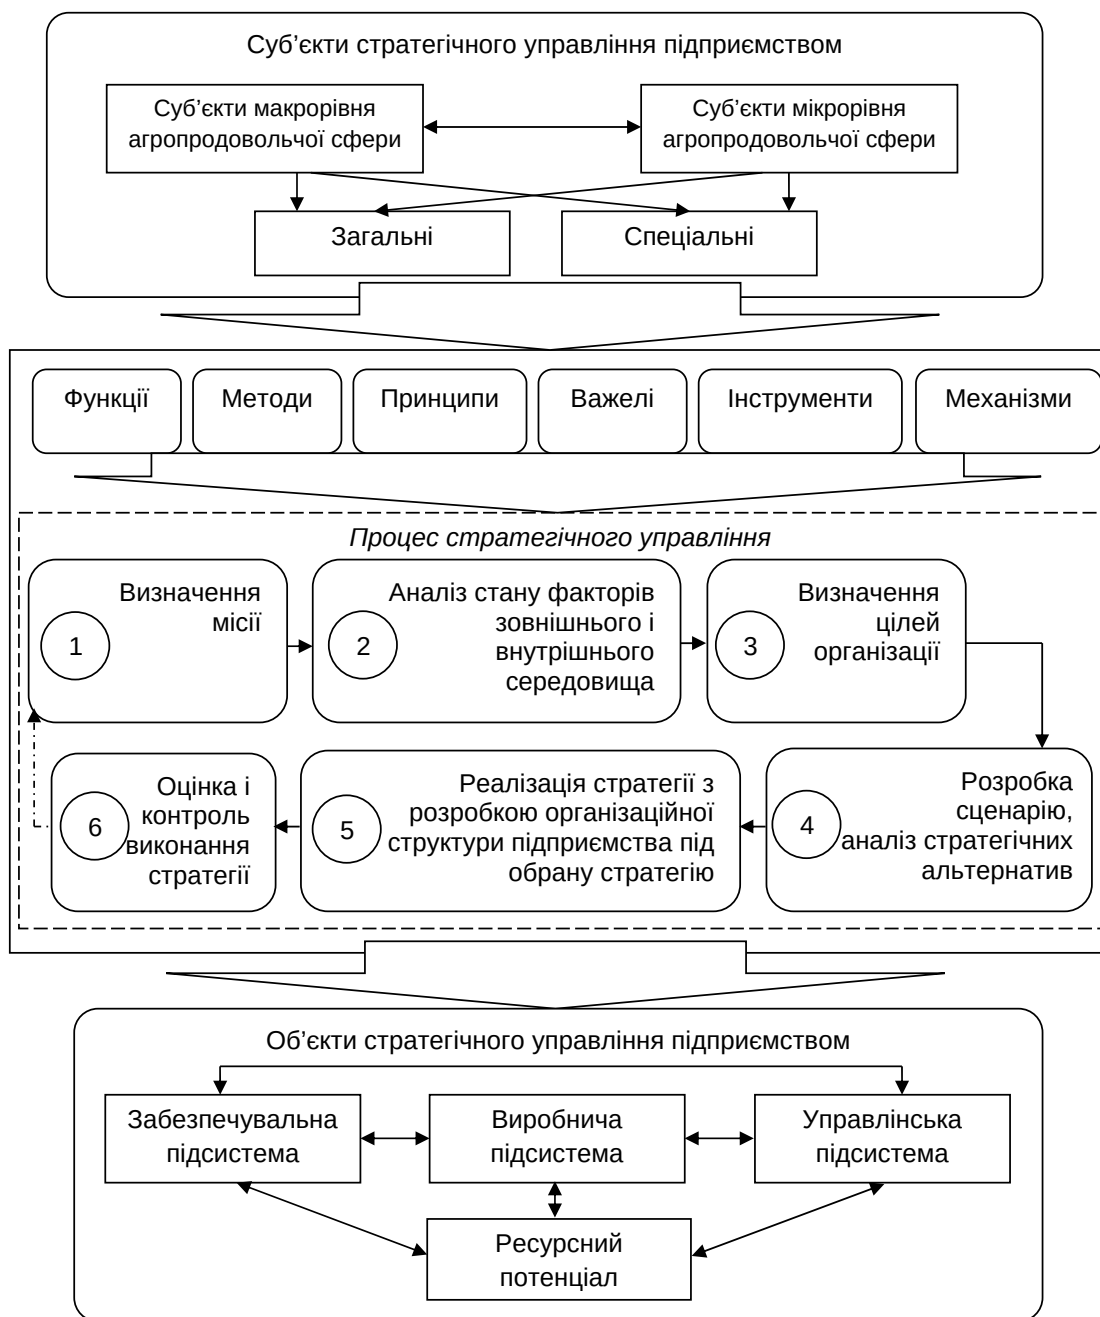 Суб’єкти стратегічного управління підприємством
Суб’єкти макрорівня
агропродовольчої сфери
Суб’єкти мікрорівня
агропродовольчої сфери
Загальні
Спеціальні
Функції
Методи
Принципи
Важелі
Інструменти
Механізми
Процес стратегічного управління
1
Визначення
місії
2
Аналіз стану факторів
зовнішнього і
внутрішнього
середовища
3
Визначення
цілей
організації
6
Оцінка і
контроль
виконання
стратегії
5
Реалізація стратегії з
розробкою організаційної
структури підприємства під
обрану стратегію
4
Розробка
сценарію,
аналіз стратегічних
альтернатив
Об’єкти стратегічного управління підприємством
Забезпечувальна
підсистема
Виробнича
підсистема
Управлінська
підсистема
Ресурсний
потенціал